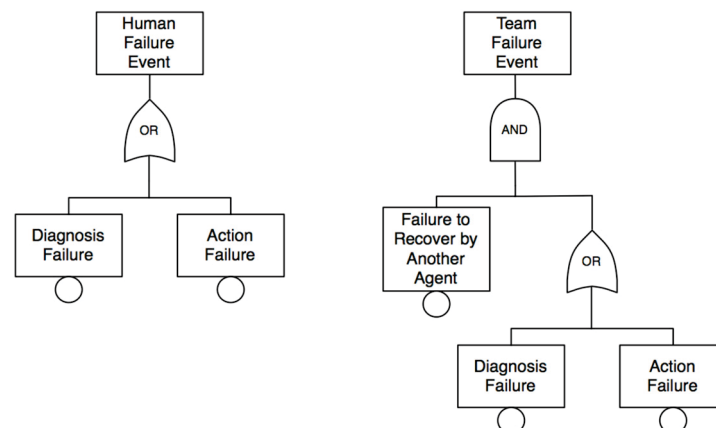 Human
Failure
Event
OR
Diagnosis
Failure
Action
Failure
Team
Failure
Event
AND
Failure to
Recover by
Another
Agent
OR
Diagnosis
Failure
Action
Failure